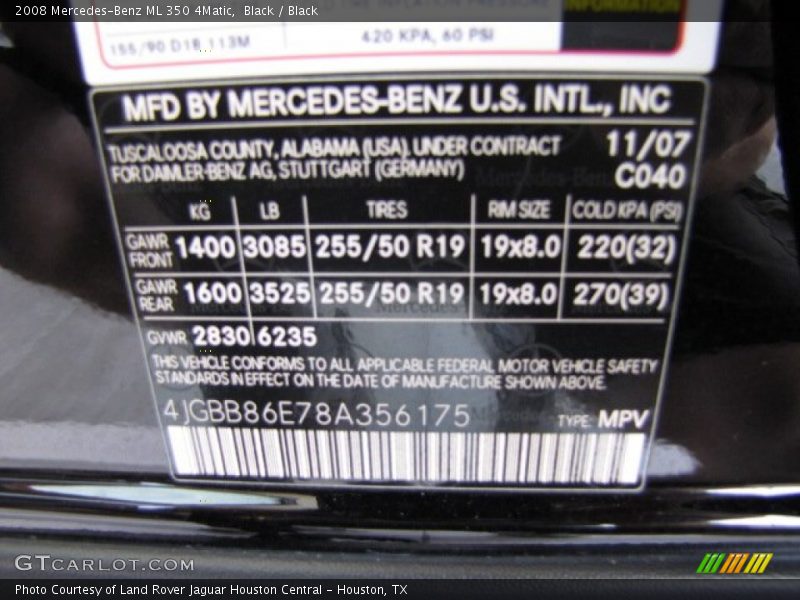 2008 Mercedes-Benz ML 350 4Matic, Black / Black
INFORMATION
155/90 D18 113M 420 KPA, 60 PSI
MFD BY MERCEDES-BENZ U.S. INTL., INC
TUSCALOOSA COUNTY, ALABAMA (USA), UNDER CONTRACT 11/07
FOR DAIMLER-BENZ AG, STUTTGART (GERMANY) C040
KG LB TIRES RIM SIZE COLD KPA (PSI)
GAWR FRONT 1400 3085 255/50 R19 19x8.0 220(32)
GAWR REAR 1600 3525 255/50 R19 19x8.0 270(39)
GVWR 2830 6235
THIS VEHICLE CONFORMS TO ALL APPLICABLE FEDERAL MOTOR VEHICLE SAFETY
STANDARDS IN EFFECT ON THE DATE OF MANUFACTURE SHOWN ABOVE.
4JGBB86E78A356175 TYPE: MPV
GTCARLOT.COM
Photo Courtesy of Land Rover Jaguar Houston Central - Houston, TX